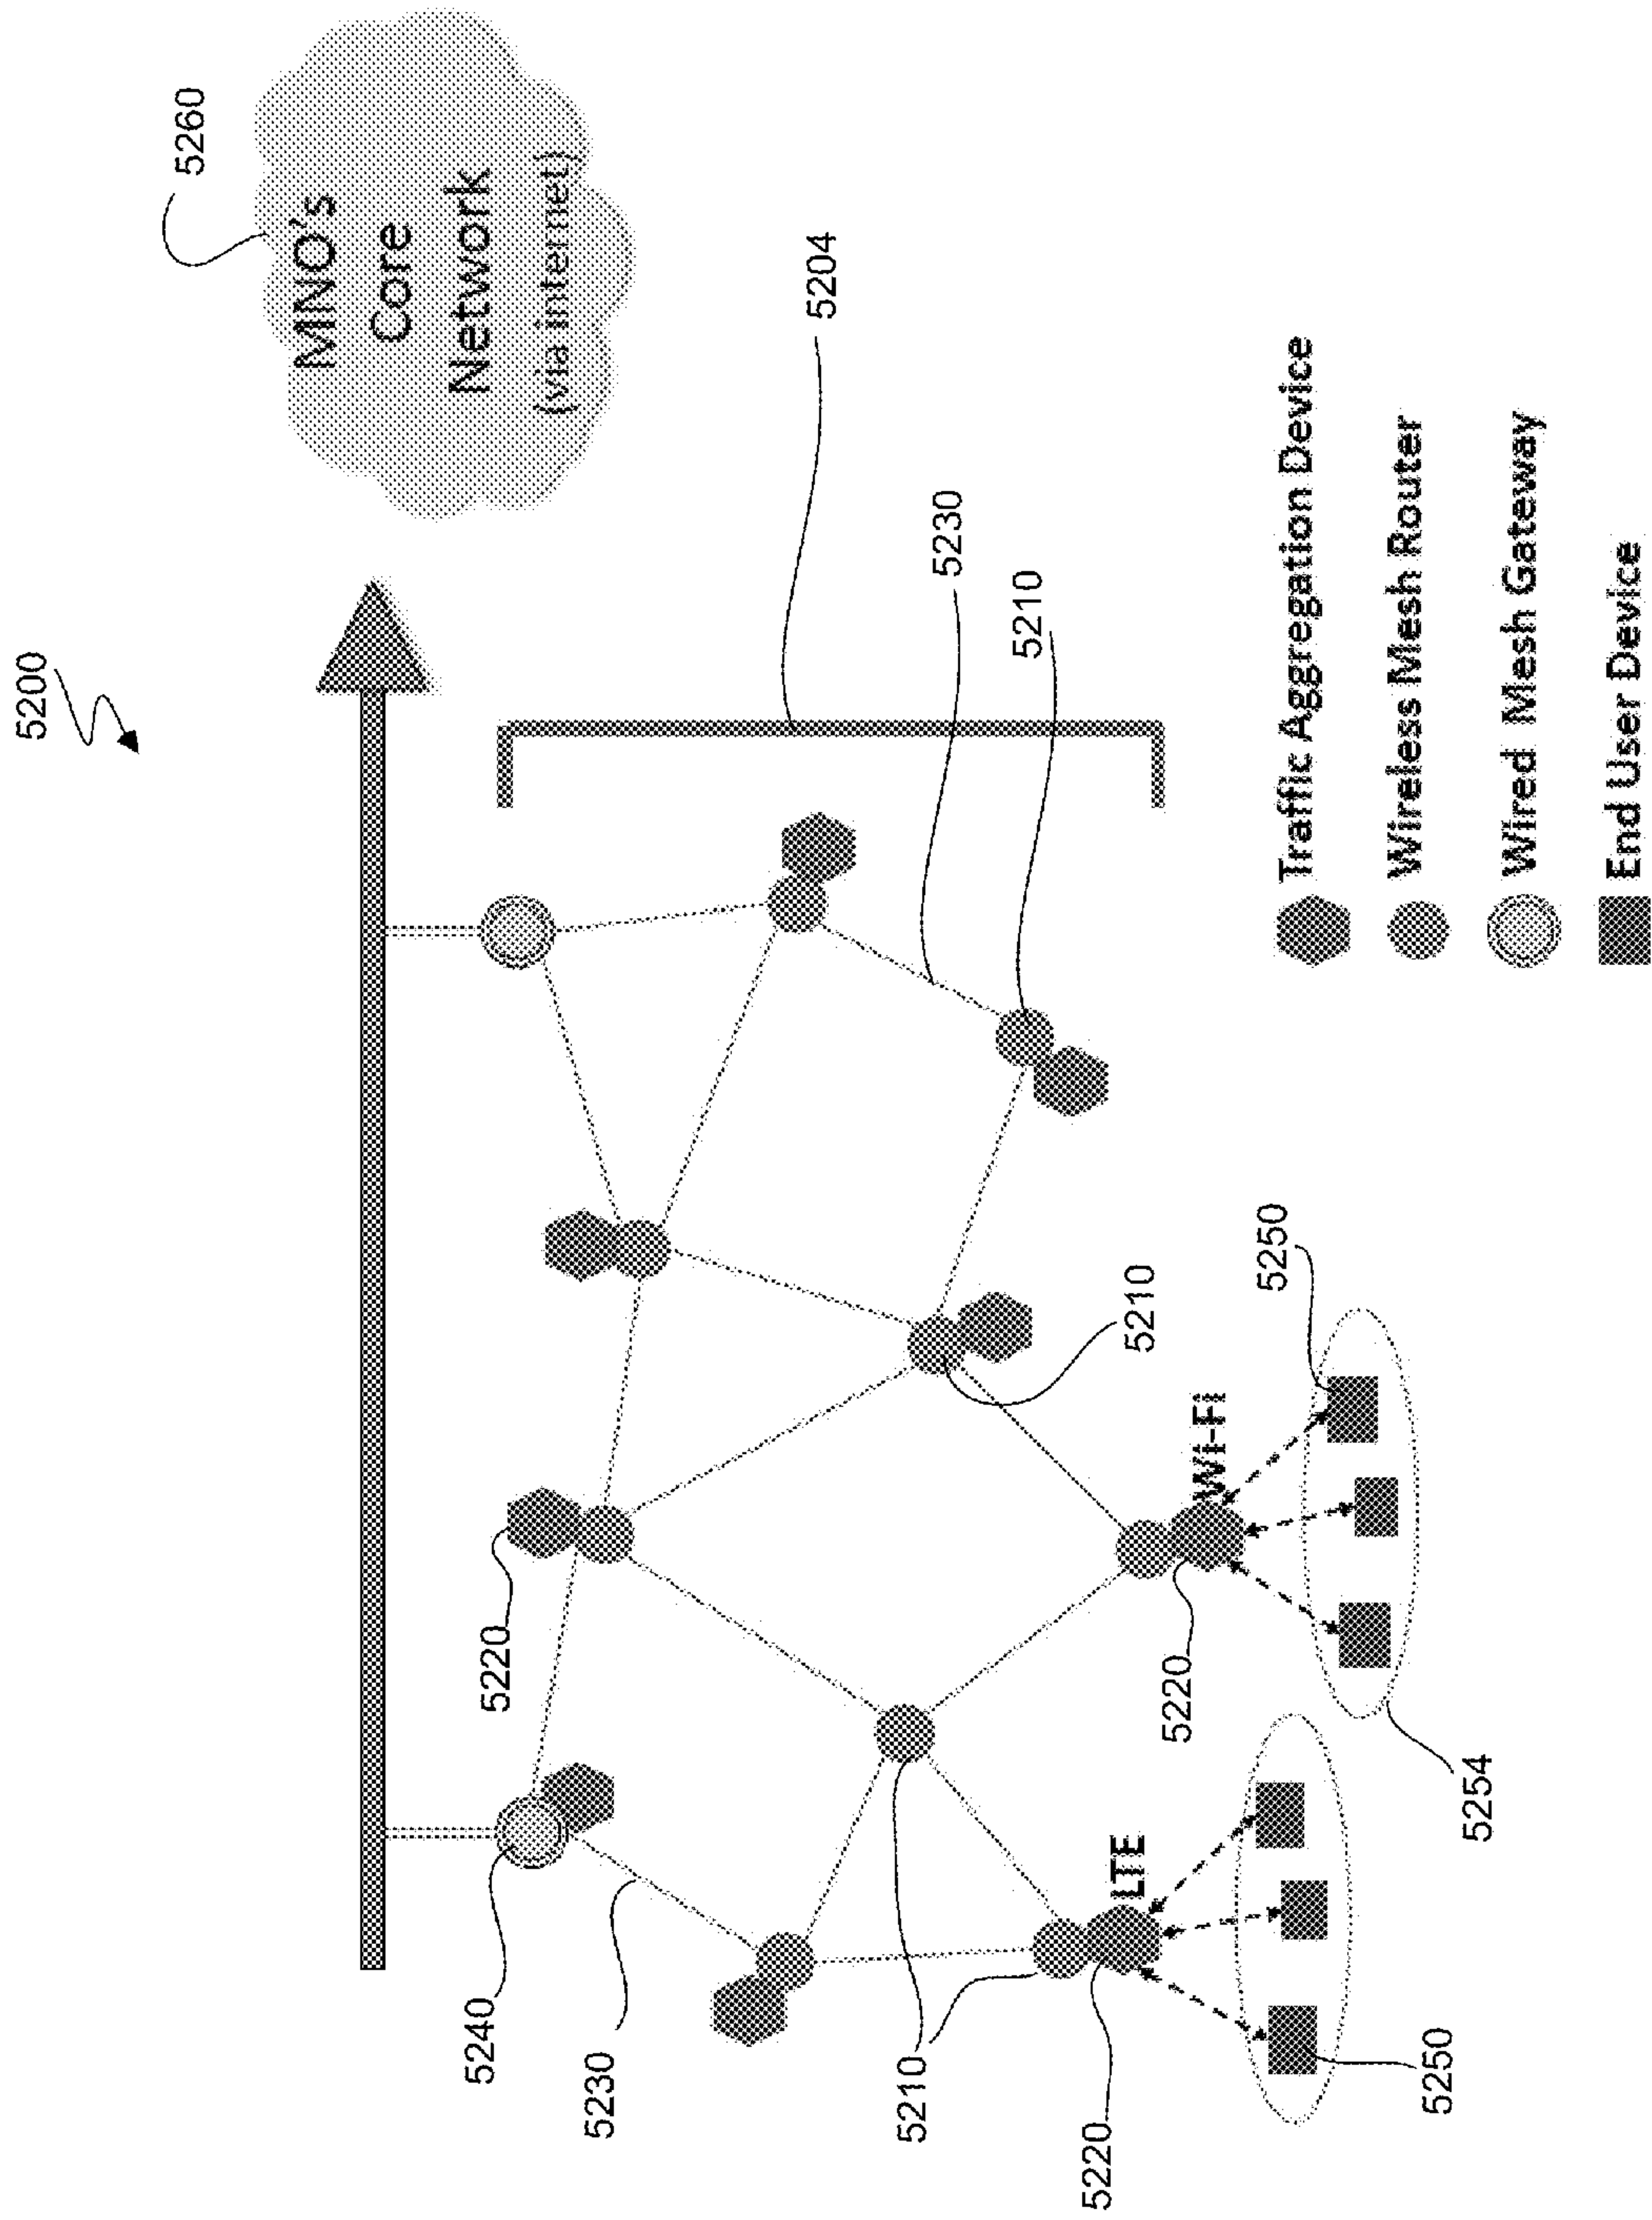 5200
5260
MNO's
Core
Network
(via internet)
5204
5230
5210
5240
5220
5230
5210
5210
5220
LTE
5220
Wi-Fi
5250
5250
5254
Traffic Aggregation Device
Wireless Mesh Router
Wired Mesh Gateway
End User Device